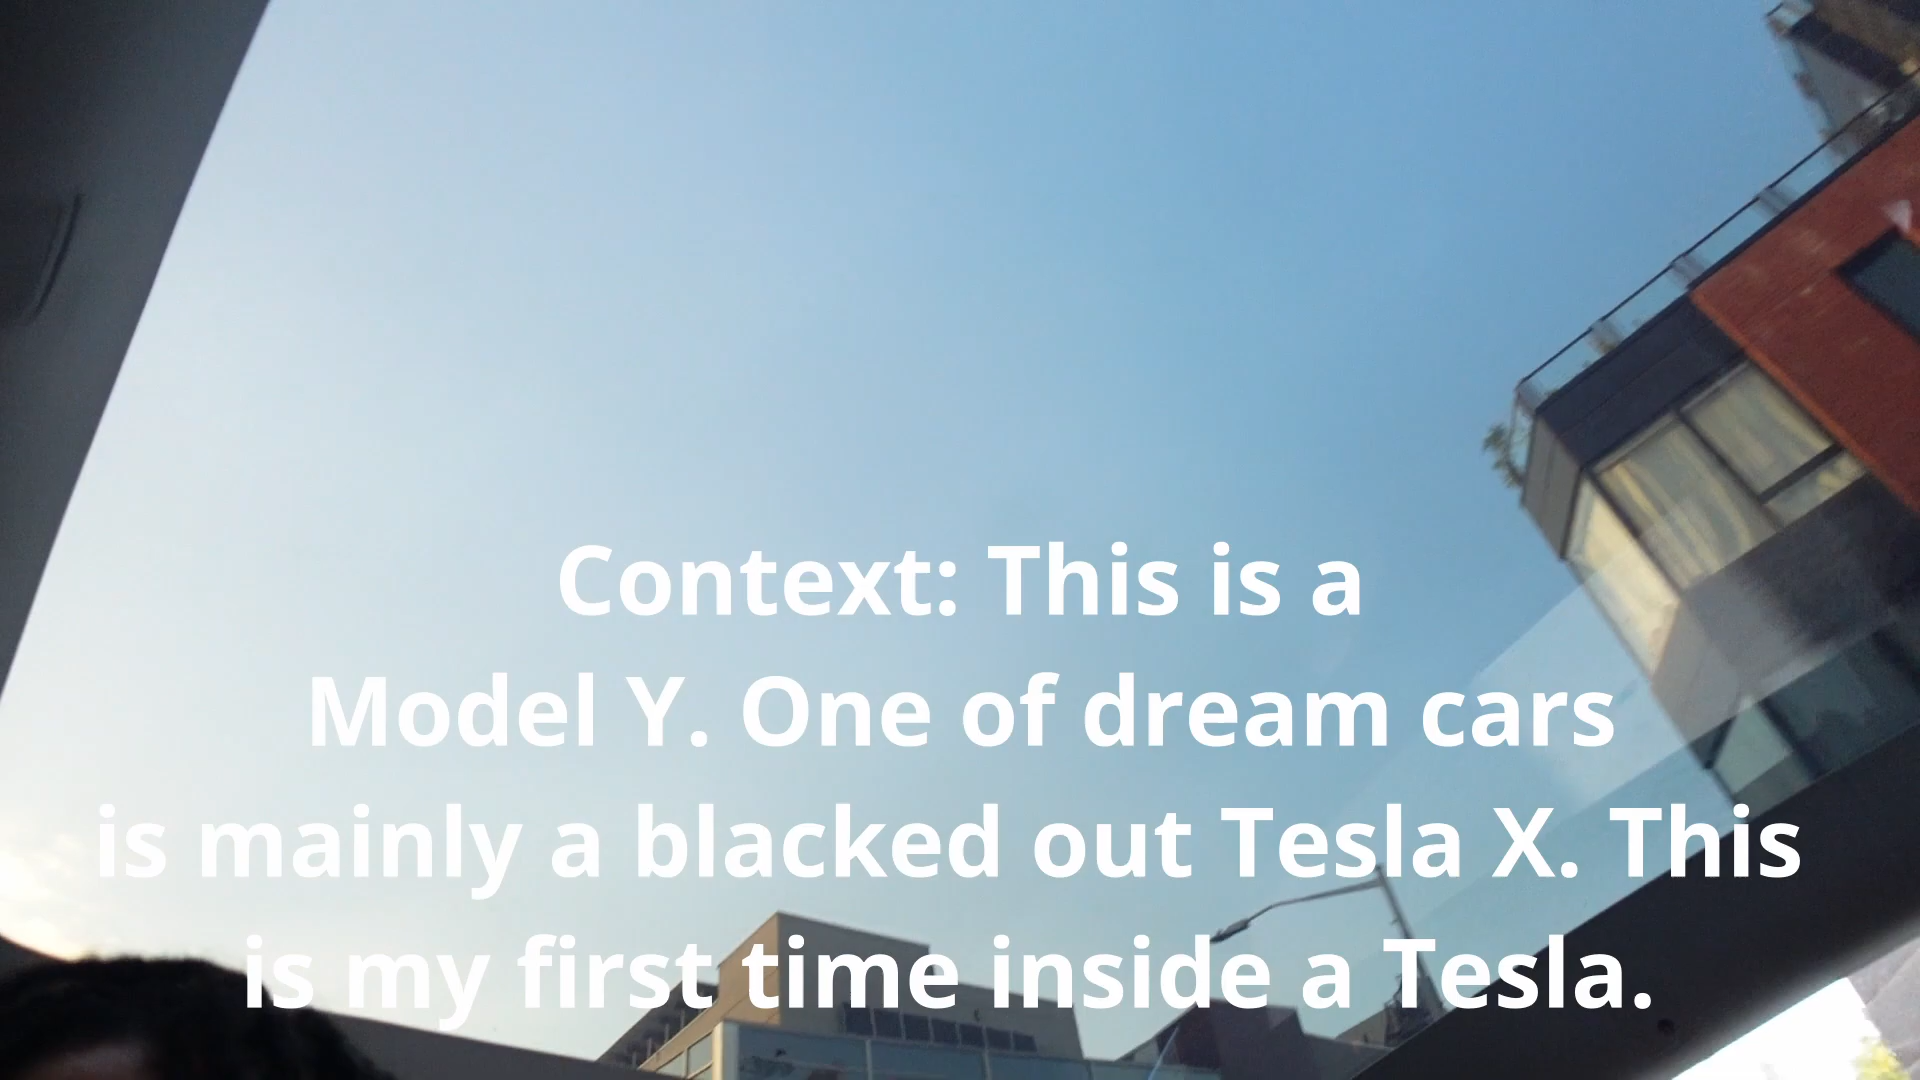 Context: This is a
Model Y. One of dream cars
is mainly a blacked out Tesla X. This
is my first time inside a Tesla.